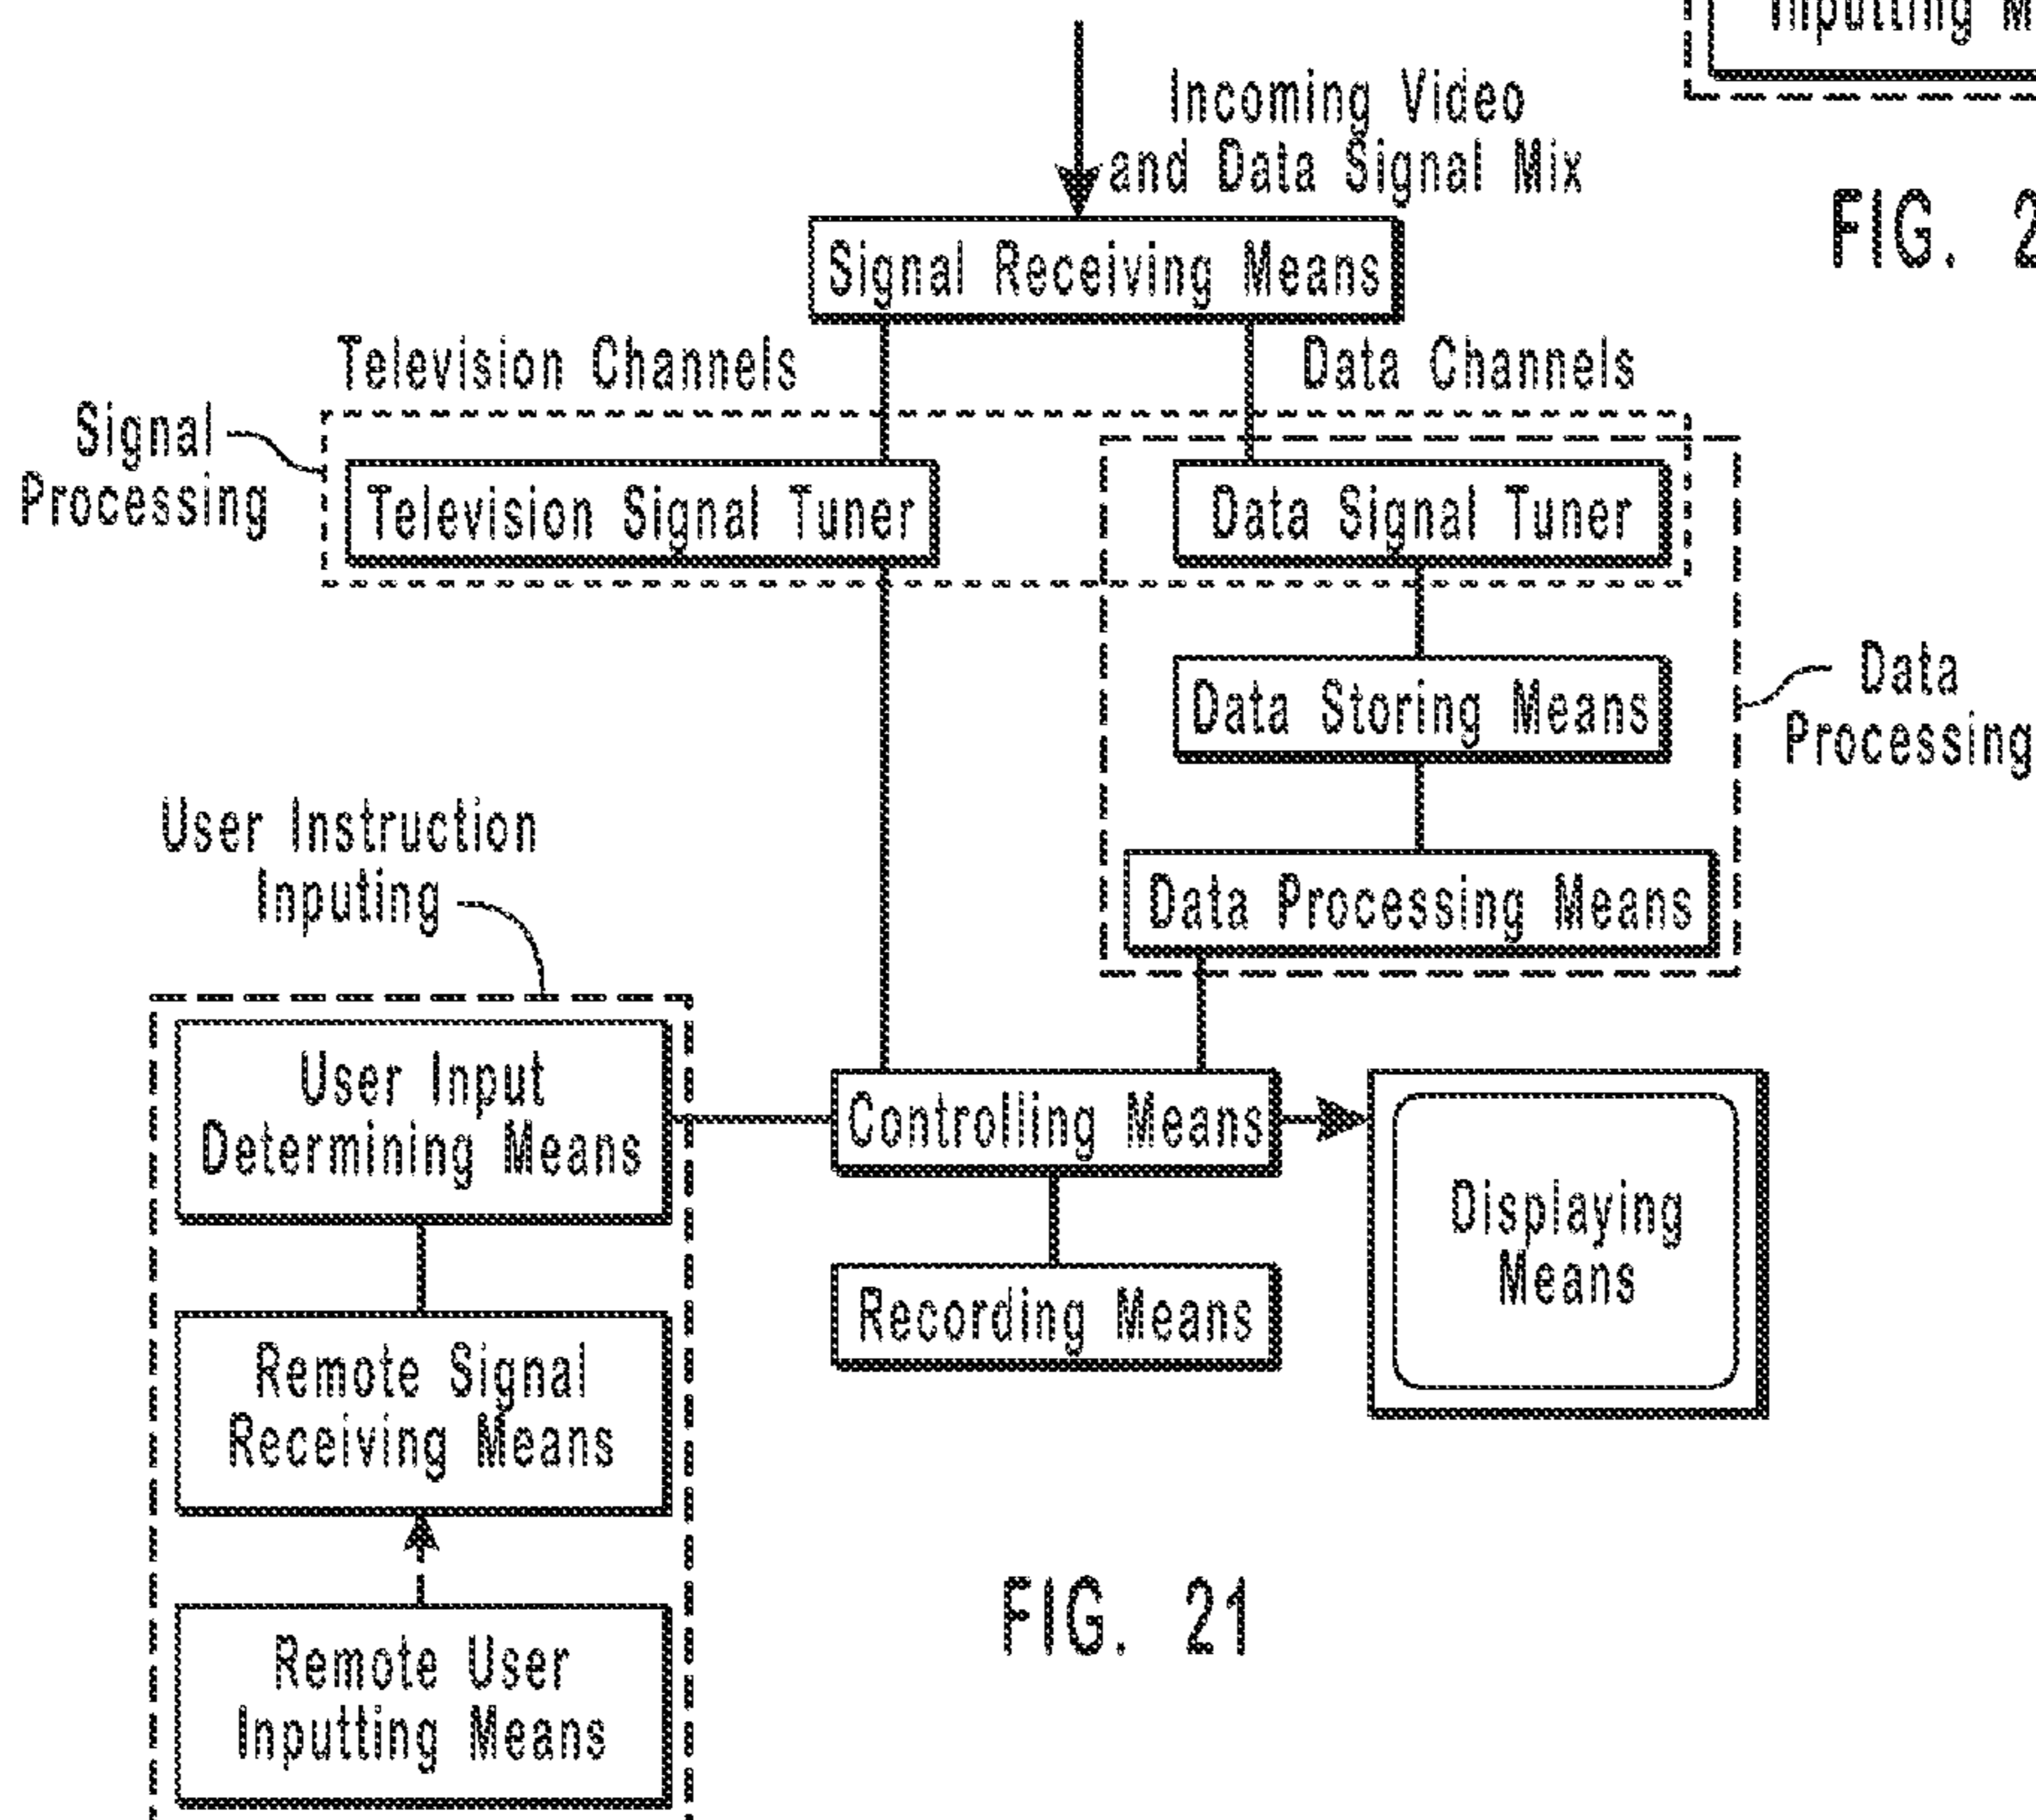 Inputting M
Incoming Video
and Data Signal Mix
FIG. 2
Signal Receiving Means
Television Channels
Data Channels
Signal
Processing
Television Signal Tuner
Data Signal Tuner
Data Storing Means
Data
Processing
User Instruction
Inputing
Data Processing Means
User Input
Determining Means
Controlling Means
Displaying
Means
Recording Means
Remote Signal
Receiving Means
FIG. 21
Remote User
Inputting Means